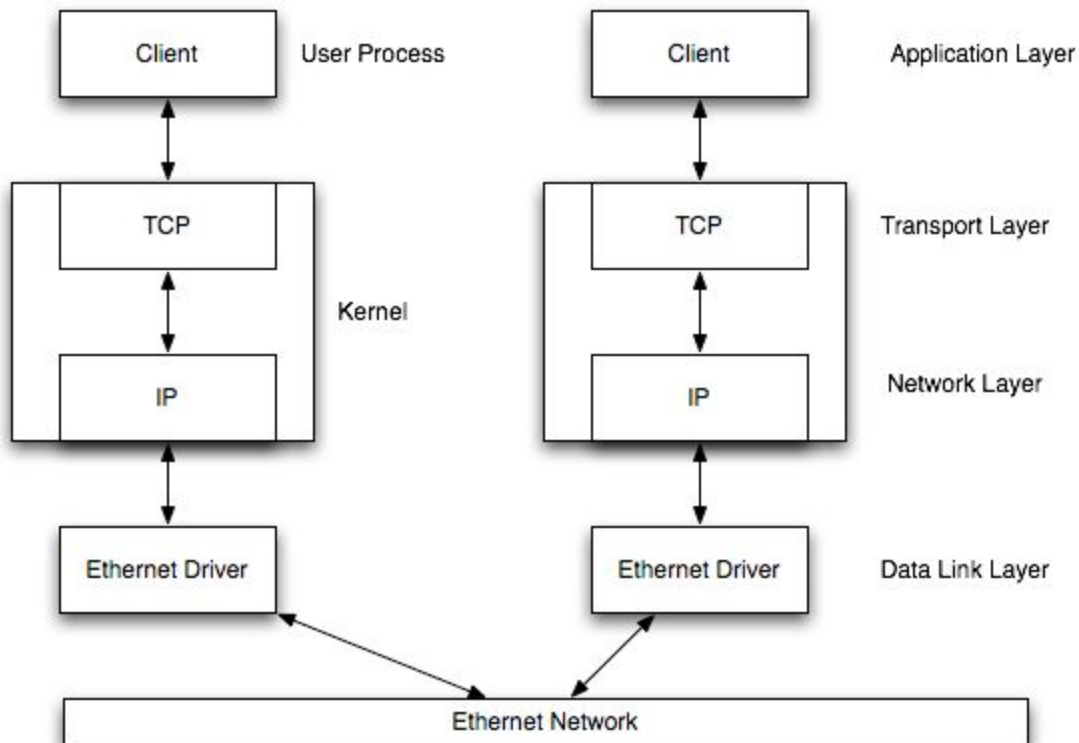 Client
User Process
Client
Application Layer
TCP
TCP
Transport Layer
Kernel
IP
IP
Network Layer
Ethernet Driver
Ethernet Driver
Data Link Layer
Ethernet Network